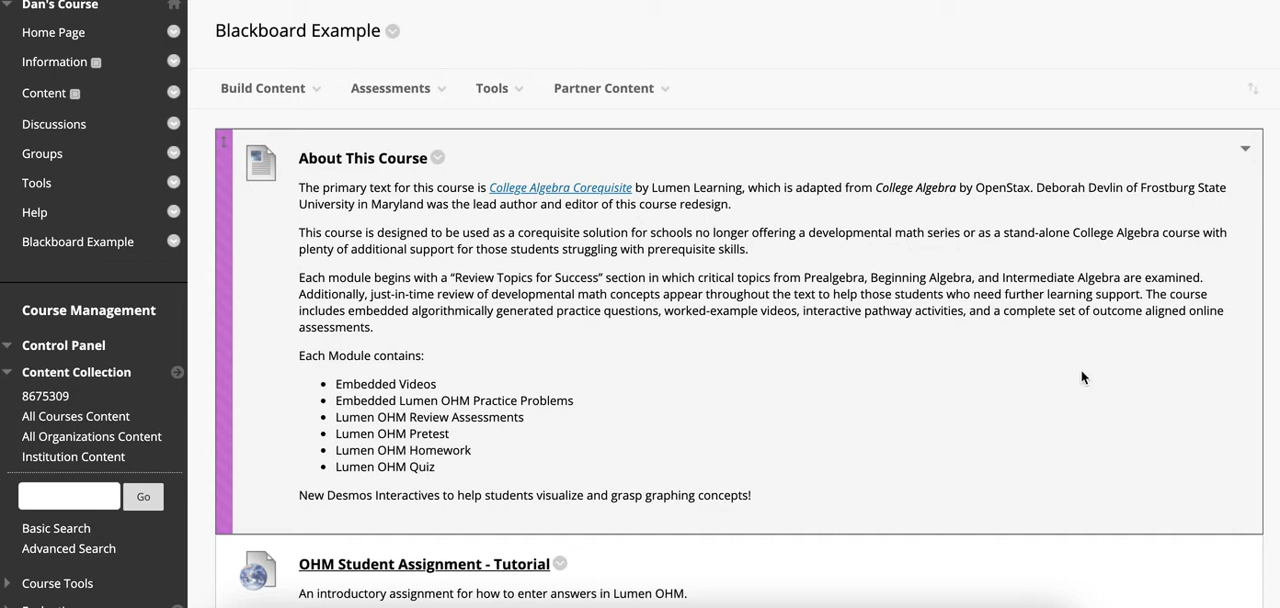 Dan's Course
Home Page
Information
Content
Discussions
Groups
Tools
Help
Blackboard Example
Course Management
Control Panel
Content Collection
8675309
All Courses Content
All Organizations Content
Institution Content
Go
Basic Search
Advanced Search
Course Tools
Blackboard Example
Build Content
Assessments
Tools
Partner Content
About This Course
The primary text for this course is College Algebra Corequisite by Lumen Learning, which is adapted from College Algebra by OpenStax. Deborah Devlin of Frostburg State
University in Maryland was the lead author and editor of this course redesign.
This course is designed to be used as a corequisite solution for schools no longer offering a developmental math series or as a stand-alone College Algebra course with
plenty of additional support for those students struggling with prerequisite skills.
Each module begins with a “Review Topics for Success” section in which critical topics from Prealgebra, Beginning Algebra, and Intermediate Algebra are examined.
Additionally, just-in-time review of developmental math concepts appear throughout the text to help those students who need further learning support. The course
includes embedded algorithmically generated practice questions, worked-example videos, interactive pathway activities, and a complete set of outcome aligned online
assessments.
Each Module contains:
• Embedded Videos
• Embedded Lumen OHM Practice Problems
• Lumen OHM Review Assessments
• Lumen OHM Pretest
• Lumen OHM Homework
• Lumen OHM Quiz
New Desmos Interactives to help students visualize and grasp graphing concepts!
OHM Student Assignment - Tutorial
An introductory assignment for how to enter answers in Lumen OHM.